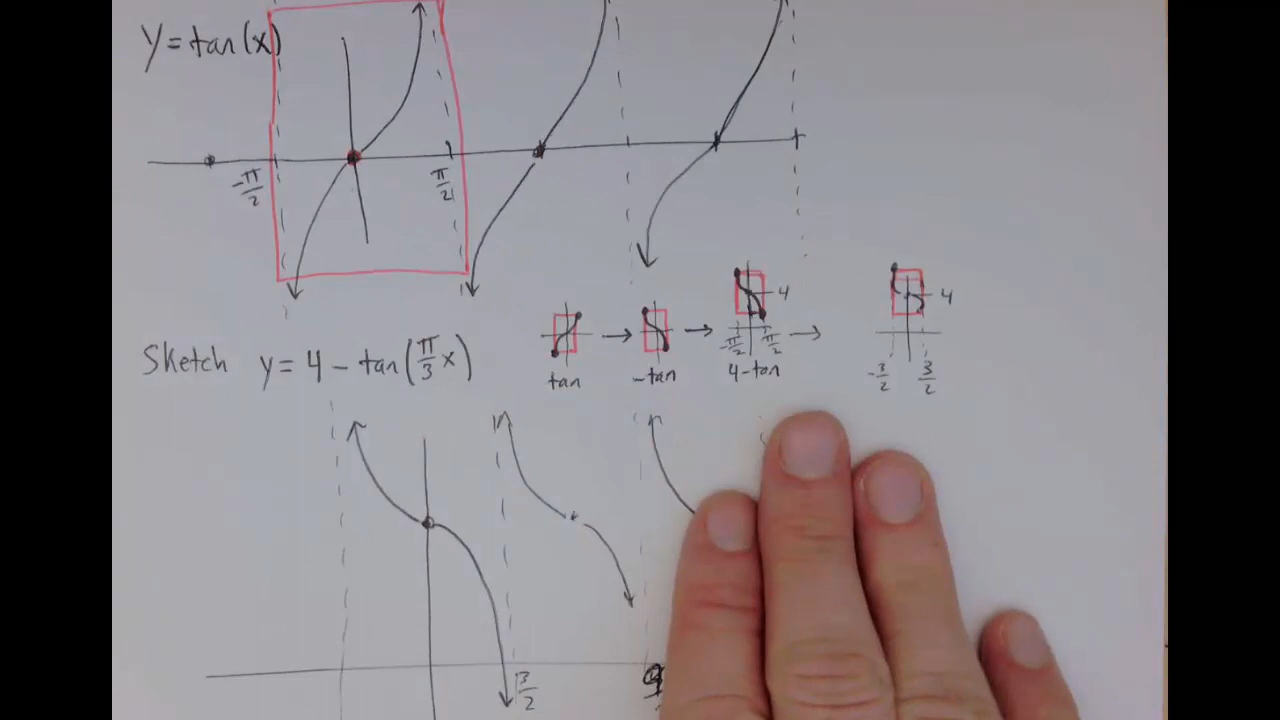 y = tan(x)
-π/2
π/2
Sketch y = 4 - tan(π/3 x)
tan
-tan
4
-π/2
π/2
4-tan
4
-3/2
3/2
3/2